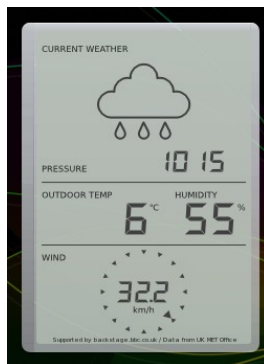 CURRENT WEATHER
PRESSURE 1015
OUTDOOR TEMP HUMIDITY
6°C 55%
WIND
32.2
km/h
Supported by backstage.bbc.co.uk / Data from UK MET Office